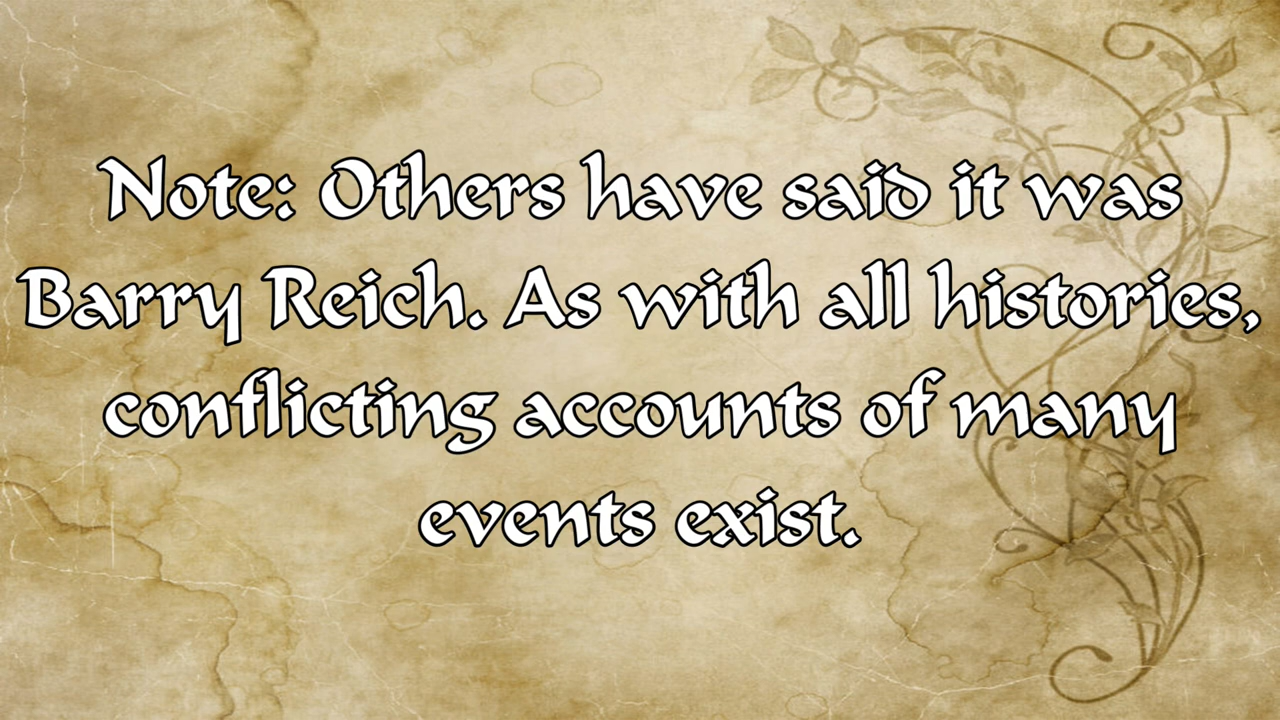 Note: Others have said it was
Barry Reich. As with all histories,
conflicting accounts of many
events exist.